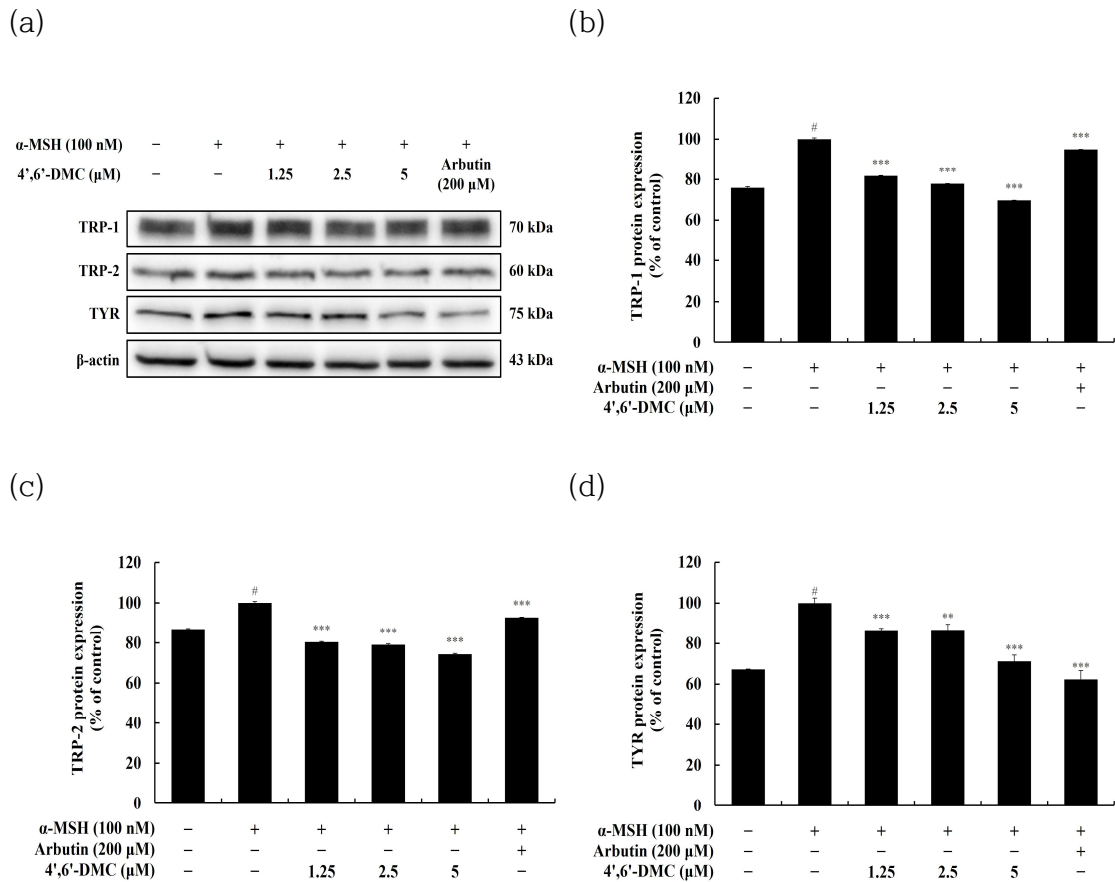 (a)
α-MSH (100 nM) − + + + + +
4',6'-DMC (μM) − − 1.25 2.5 5 Arbutin (200 μM)
TRP-1 70 kDa
TRP-2 60 kDa
TYR 75 kDa
β-actin 43 kDa
(b)
TRP-1 protein expression
(% of control)
120
100
80
60
40
20
0
# *** *** *** ***
α-MSH (100 nM) − + + + + +
Arbutin (200 μM) − − − − − +
4',6'-DMC (μM) − − 1.25 2.5 5 −
(c)
TRP-2 protein expression
(% of control)
120
100
80
60
40
20
0
# *** *** *** ***
α-MSH (100 nM) − + + + + +
Arbutin (200 μM) − − − − − +
4',6'-DMC (μM) − − 1.25 2.5 5 −
(d)
TYR protein expression
(% of control)
120
100
80
60
40
20
0
# *** ** *** ***
α-MSH (100 nM) − + + + + +
Arbutin (200 μM) − − − − − +
4',6'-DMC (μM) − − 1.25 2.5 5 −